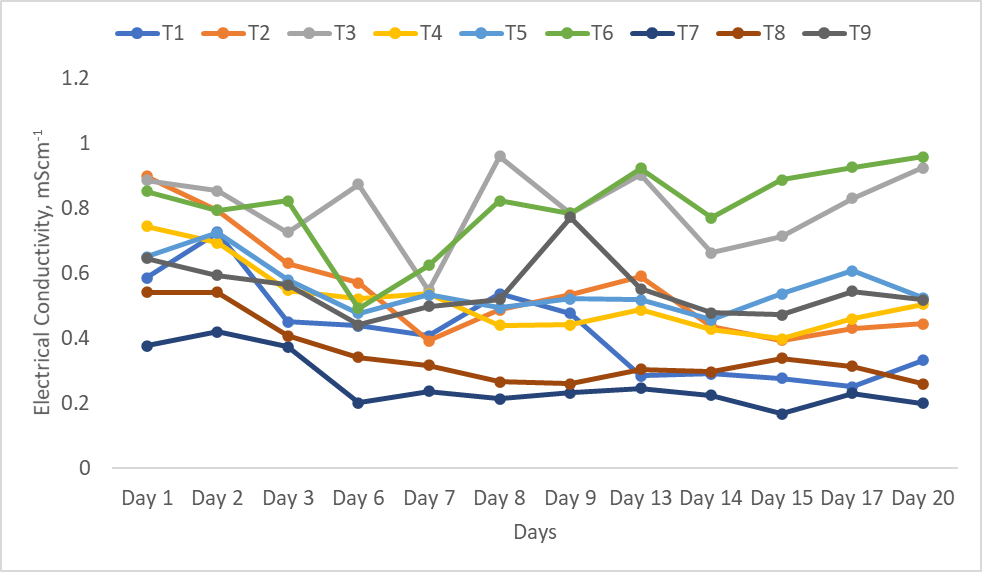 T1 T2 T3 T4 T5 T6 T7 T8 T9
1.2
1
0.8
0.6
0.4
0.2
0
Electrical Conductivity, mScm⁻¹
Day 1 Day 2 Day 3 Day 6 Day 7 Day 8 Day 9 Day 13 Day 14 Day 15 Day 17 Day 20
Days